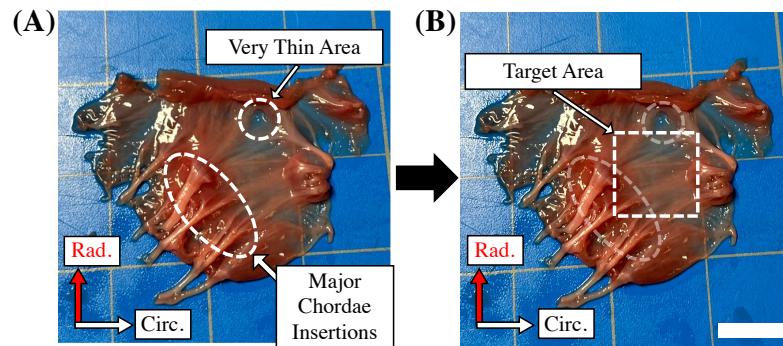 (A)
Very Thin Area
Rad.
Circ.
Major
Chordae
Insertions
(B)
Target Area
Rad.
Circ.